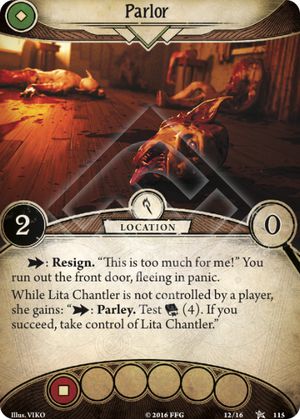 Parlor
2
LOCATION
0
: Resign. “This is too much for me!” You
run out the front door, fleeing in panic.
While Lita Chantler is not controlled by a player,
she gains: “: Parley. Test (4). If you
succeed, take control of Lita Chantler.”
Illus. VIKO
© 2016 FFG
12/16
115